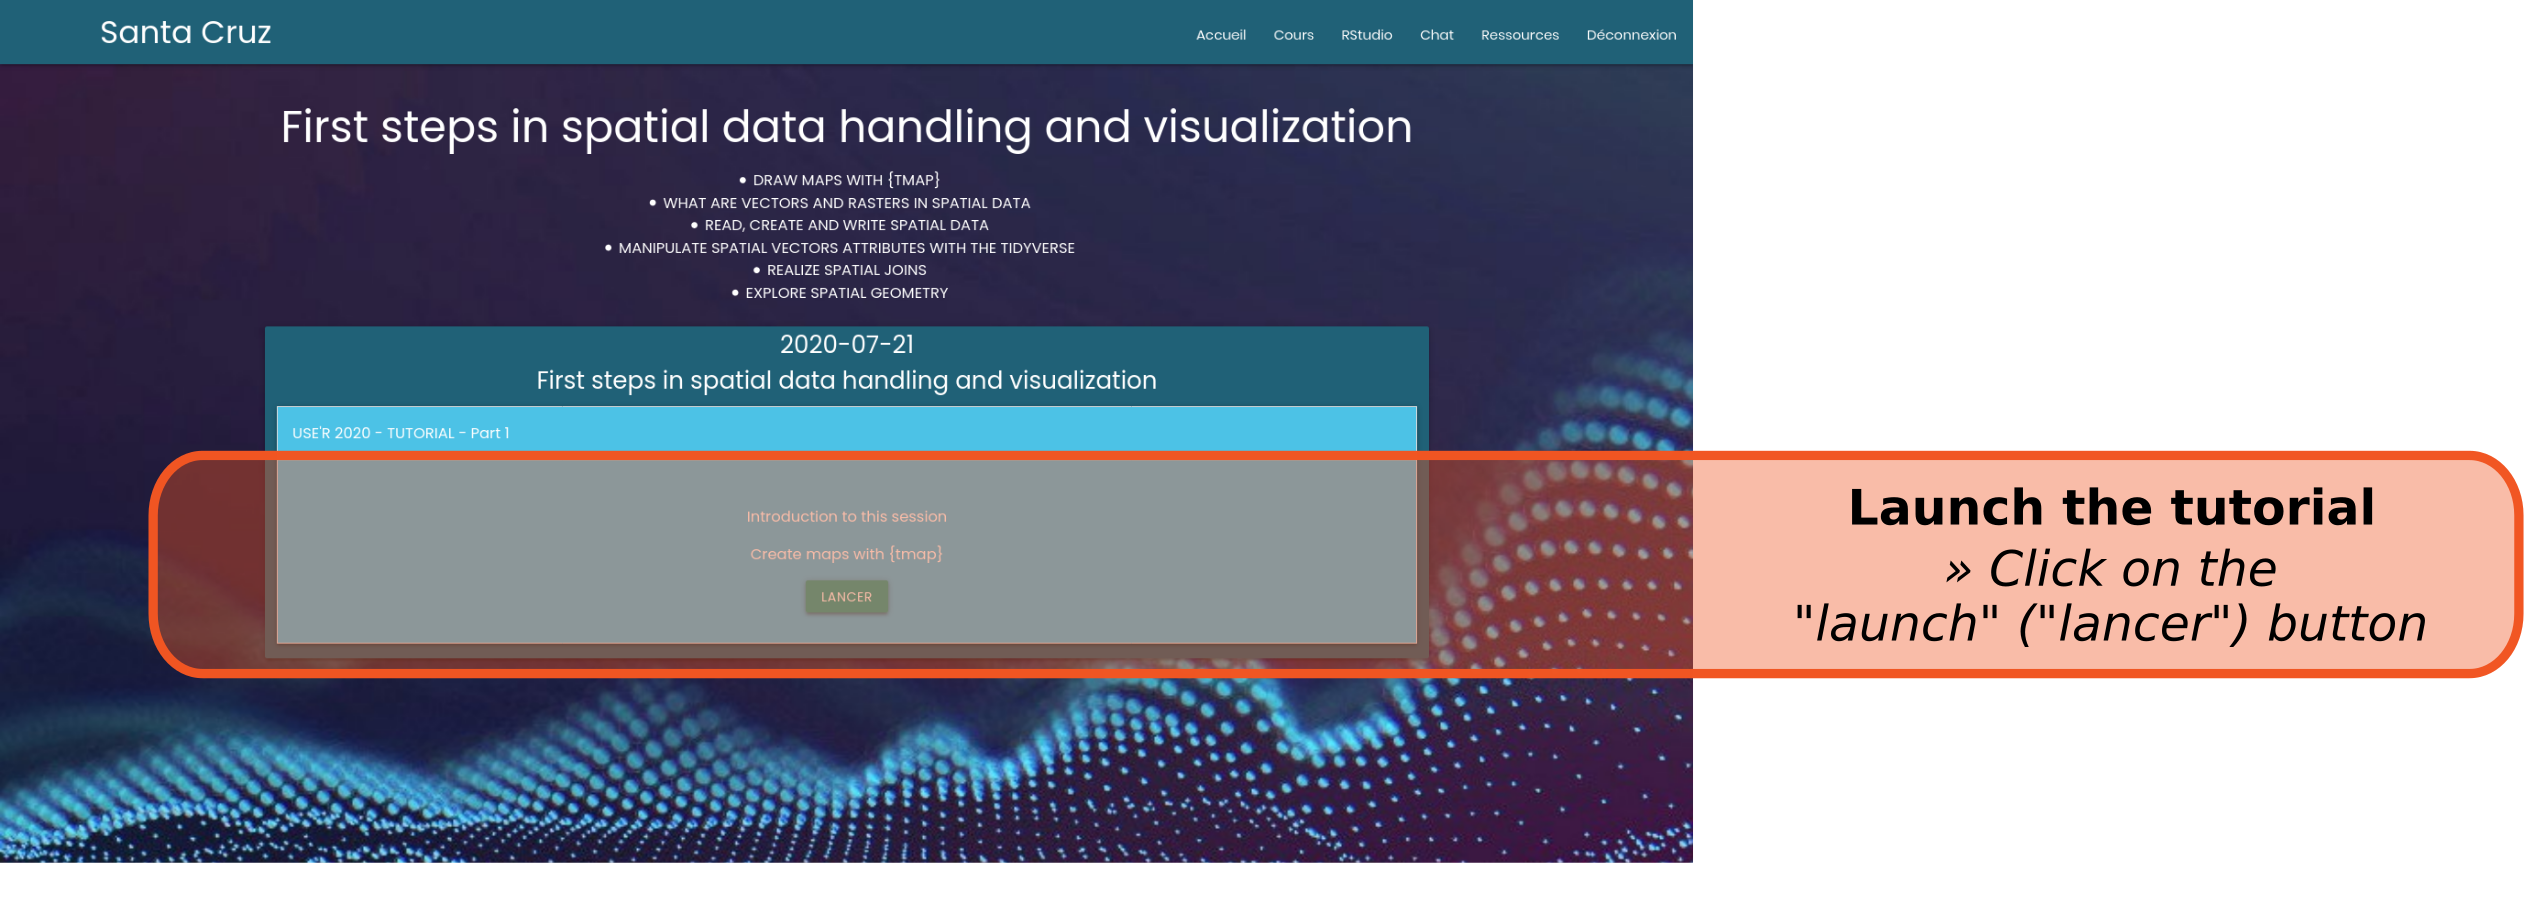 Santa Cruz
Accueil Cours RStudio Chat Ressources Déconnexion
First steps in spatial data handling and visualization
• DRAW MAPS WITH {TMAP}
• WHAT ARE VECTORS AND RASTERS IN SPATIAL DATA
• READ, CREATE AND WRITE SPATIAL DATA
• MANIPULATE SPATIAL VECTORS ATTRIBUTES WITH THE TIDYVERSE
• REALIZE SPATIAL JOINS
• EXPLORE SPATIAL GEOMETRY
2020-07-21
First steps in spatial data handling and visualization
USE'R 2020 - TUTORIAL - Part 1
Introduction to this session
Create maps with {tmap}
LANCER
Launch the tutorial
» Click on the
"launch" ("lancer") button